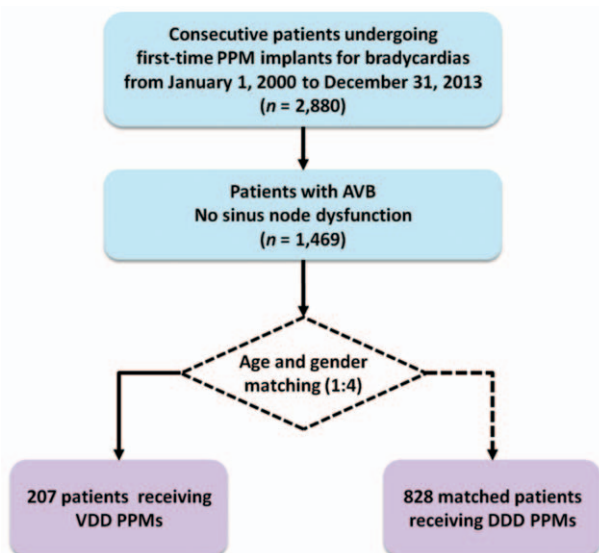 Consecutive patients undergoing
first-time PPM implants for bradycardias
from January 1, 2000 to December 31, 2013
(n = 2,880)
Patients with AVB
No sinus node dysfunction
(n = 1,469)
Age and gender
matching (1:4)
207 patients receiving
VDD PPMs
828 matched patients
receiving DDD PPMs